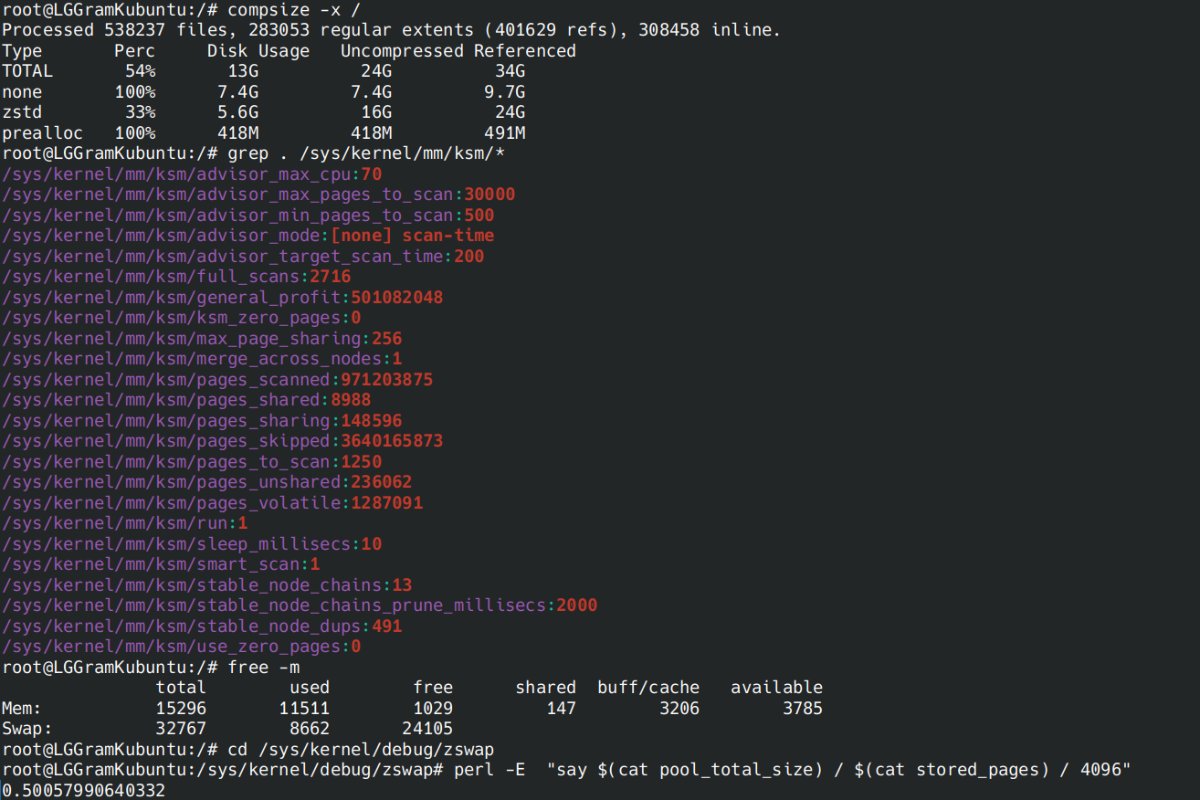 root@LGGramKubuntu:/# compsize -x /
Processed 538237 files, 283053 regular extents (401629 refs), 308458 inline.
Type       Perc     Disk Usage   Uncompressed Referenced
TOTAL       54%       13G          24G          34G
none       100%      7.4G         7.4G         9.7G
zstd        33%      5.6G          16G          24G
prealloc   100%      418M         418M         491M
root@LGGramKubuntu:/# grep . /sys/kernel/mm/ksm/*
/sys/kernel/mm/ksm/advisor_max_cpu:70
/sys/kernel/mm/ksm/advisor_max_pages_to_scan:30000
/sys/kernel/mm/ksm/advisor_min_pages_to_scan:500
/sys/kernel/mm/ksm/advisor_mode:[none] scan-time
/sys/kernel/mm/ksm/advisor_target_scan_time:200
/sys/kernel/mm/ksm/full_scans:2716
/sys/kernel/mm/ksm/general_profit:501082048
/sys/kernel/mm/ksm/ksm_zero_pages:0
/sys/kernel/mm/ksm/max_page_sharing:256
/sys/kernel/mm/ksm/merge_across_nodes:1
/sys/kernel/mm/ksm/pages_scanned:971203875
/sys/kernel/mm/ksm/pages_shared:8988
/sys/kernel/mm/ksm/pages_sharing:148596
/sys/kernel/mm/ksm/pages_skipped:3640165873
/sys/kernel/mm/ksm/pages_to_scan:1250
/sys/kernel/mm/ksm/pages_unshared:236062
/sys/kernel/mm/ksm/pages_volatile:1287091
/sys/kernel/mm/ksm/run:1
/sys/kernel/mm/ksm/sleep_millisecs:10
/sys/kernel/mm/ksm/smart_scan:1
/sys/kernel/mm/ksm/stable_node_chains:13
/sys/kernel/mm/ksm/stable_node_chains_prune_millisecs:2000
/sys/kernel/mm/ksm/stable_node_dups:491
/sys/kernel/mm/ksm/use_zero_pages:0
root@LGGramKubuntu:/# free -m
               total        used        free      shared  buff/cache   available
Mem:           15296       11511        1029         147        3206        3785
Swap:          32767        8662       24105
root@LGGramKubuntu:/# cd /sys/kernel/debug/zswap
root@LGGramKubuntu:/sys/kernel/debug/zswap# perl -E  "say $(cat pool_total_size) / $(cat stored_pages) / 4096"
0.50057990640332